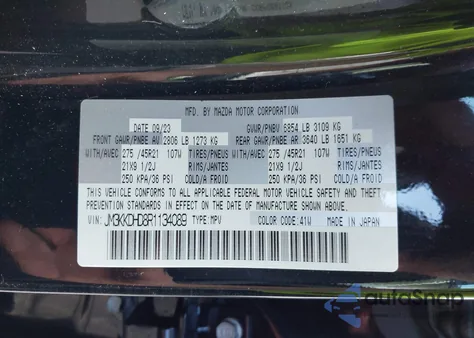 MFD. BY MAZDA MOTOR CORPORATION
DATE 09/23 GVWR/PNBV 6854 LB 3109 KG
FRONT GAWR/PNBE AV 2806 LB 1273 KG REAR GAWR/PNBE AR 3640 LB 1651 KG
WITH/AVEC 275 /45R21 107W TIRES/PNEUS WITH/AVEC 275 /45R21 107W TIRES/PNEUS
21X9 1/2J RIMS/JANTES 21X9 1/2J RIMS/JANTES
250 KPA/36 PSI COLD/A FROID 250 KPA/36 PSI COLD/A FROID
THIS VEHICLE CONFORMS TO ALL APPLICABLE FEDERAL MOTOR VEHICLE SAFETY AND THEFT
PREVENTION STANDARDS IN EFFECT ON THE DATE OF MANUFACTURE SHOWN ABOVE.
VIN: JM3KKDHD8R1134089 TYPE: MPV COLOR CODE: 41W MADE IN JAPAN
autoSnap